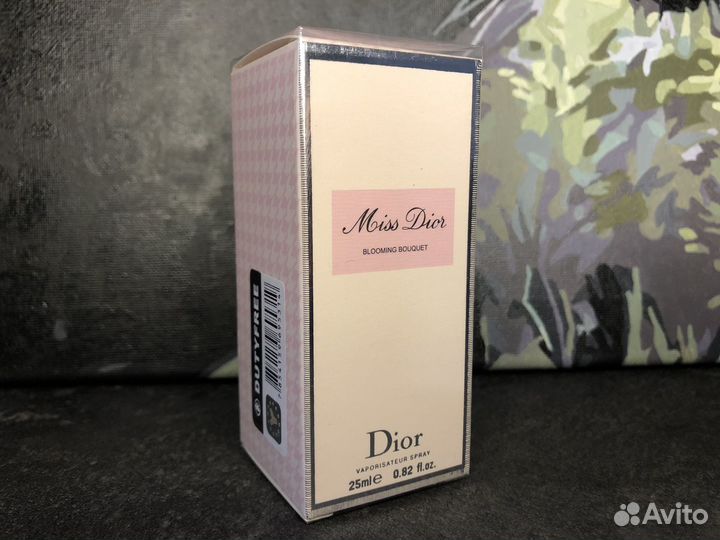 Miss Dior
BLOOMING BOUQUET
Dior
VAPORISATEUR SPRAY
25ml℮ 0.82 fl.oz.
DUTYFREE
Avito